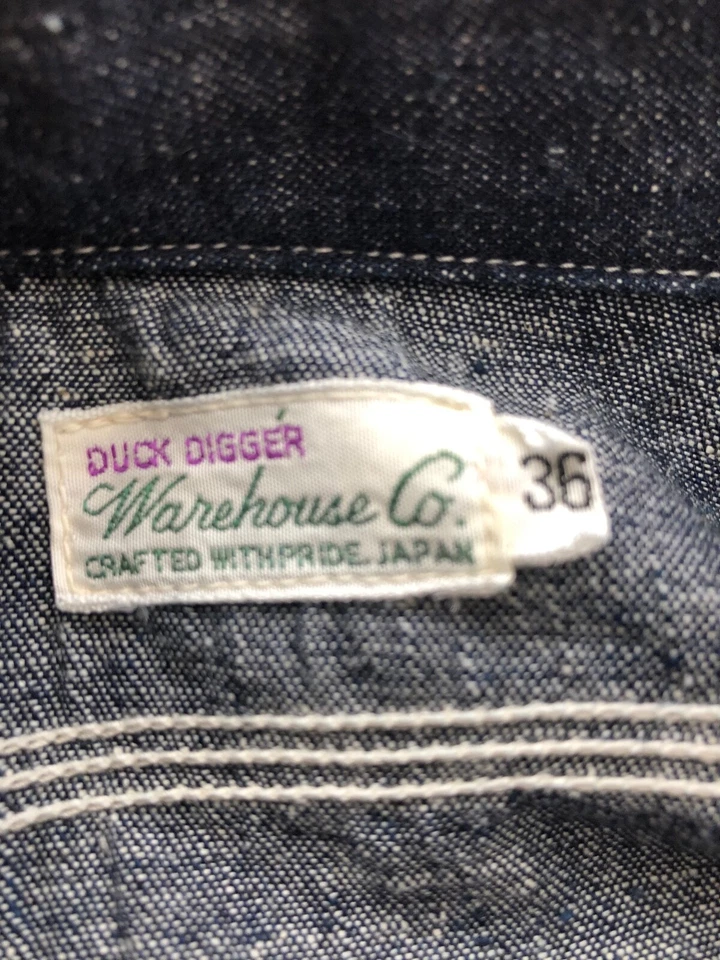 DUCK DIGGER
Warehouse Co.
CRAFTED WITH PRIDE. JAPAN
36